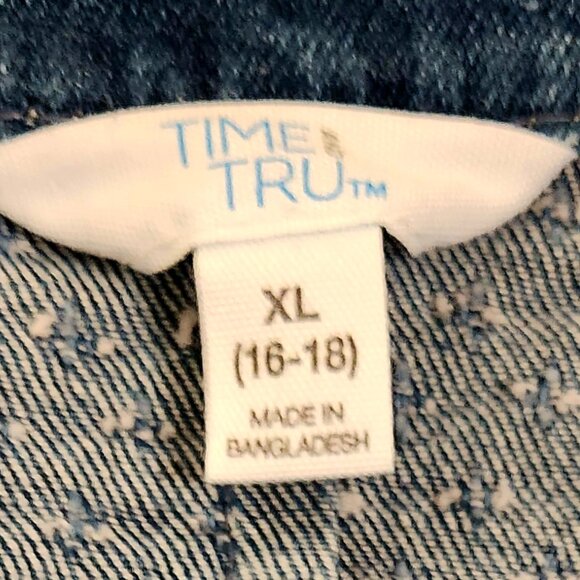 TIME
TRU™
XL
(16-18)
MADE IN
BANGLADESH